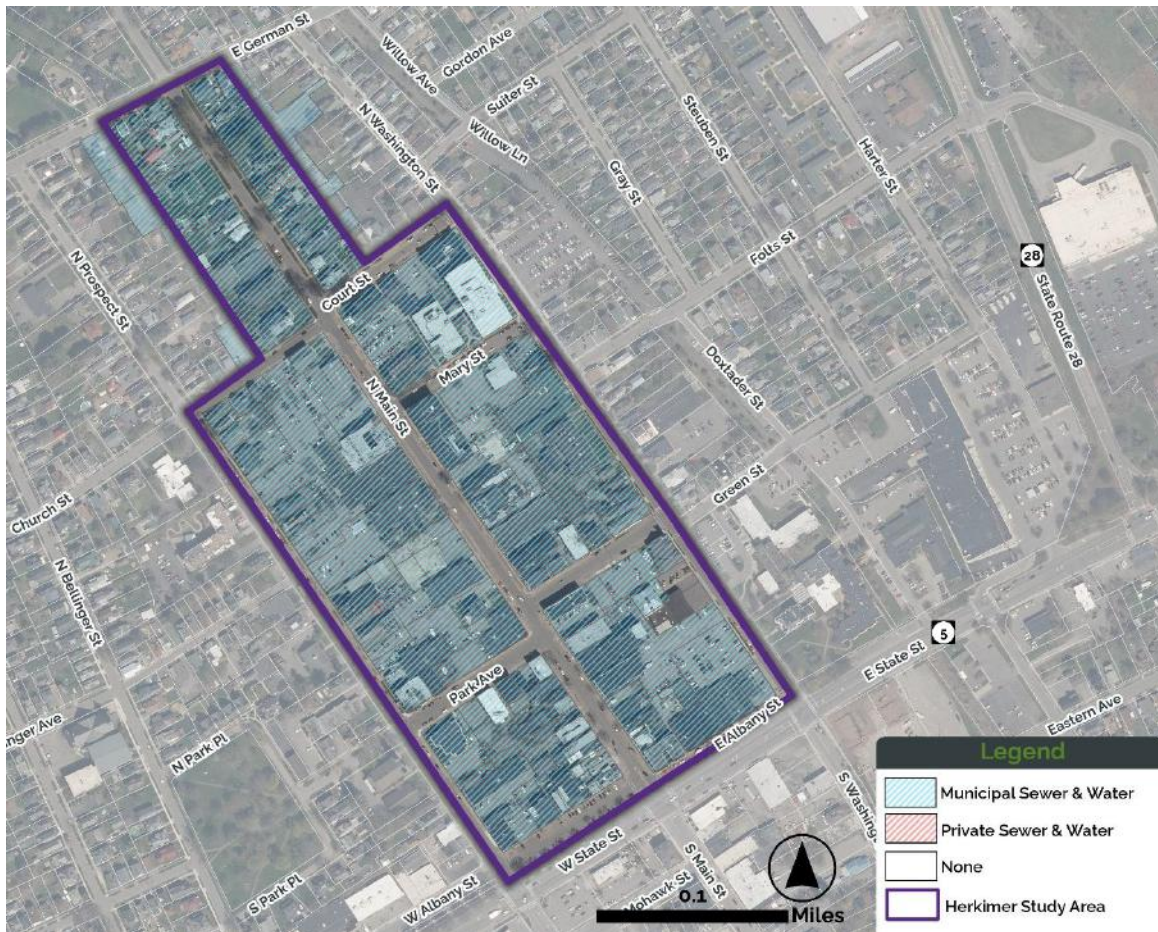 E German St
Willow Ave
Gordon Ave
N Washington St
Suiter St
Willow Ln
Steuben St
Gray St
Harter St
Folts St
28
State Route 28
N Prospect St
Court St
Mary St
N Main St
Doxtader St
Green St
Church St
N Bellinger St
5
E State St
Park Ave
nger Ave
N Park Pl
E Albany St
Eastern Ave
S Washing
W State St
S Main St
S Park Pl
W Albany St
Mohawk St
0.1
Miles
Legend
Municipal Sewer & Water
Private Sewer & Water
None
Herkimer Study Area